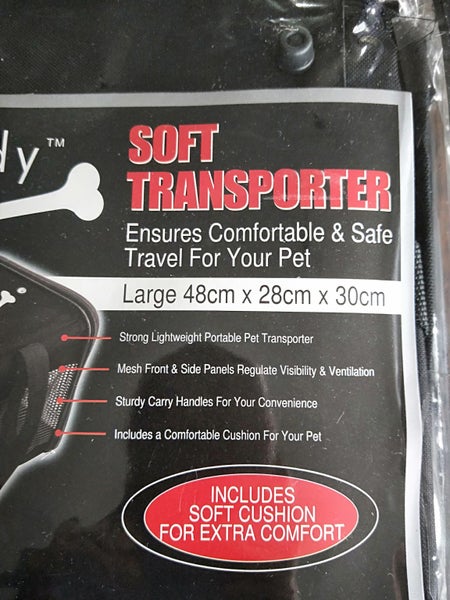 dy™
SOFT
TRANSPORTER
Ensures Comfortable & Safe
Travel For Your Pet
Large 48cm x 28cm x 30cm
Strong Lightweight Portable Pet Transporter
Mesh Front & Side Panels Regulate Visibility & Ventilation
Sturdy Carry Handles For Your Convenience
Includes a Comfortable Cushion For Your Pet
INCLUDES
SOFT CUSHION
FOR EXTRA COMFORT